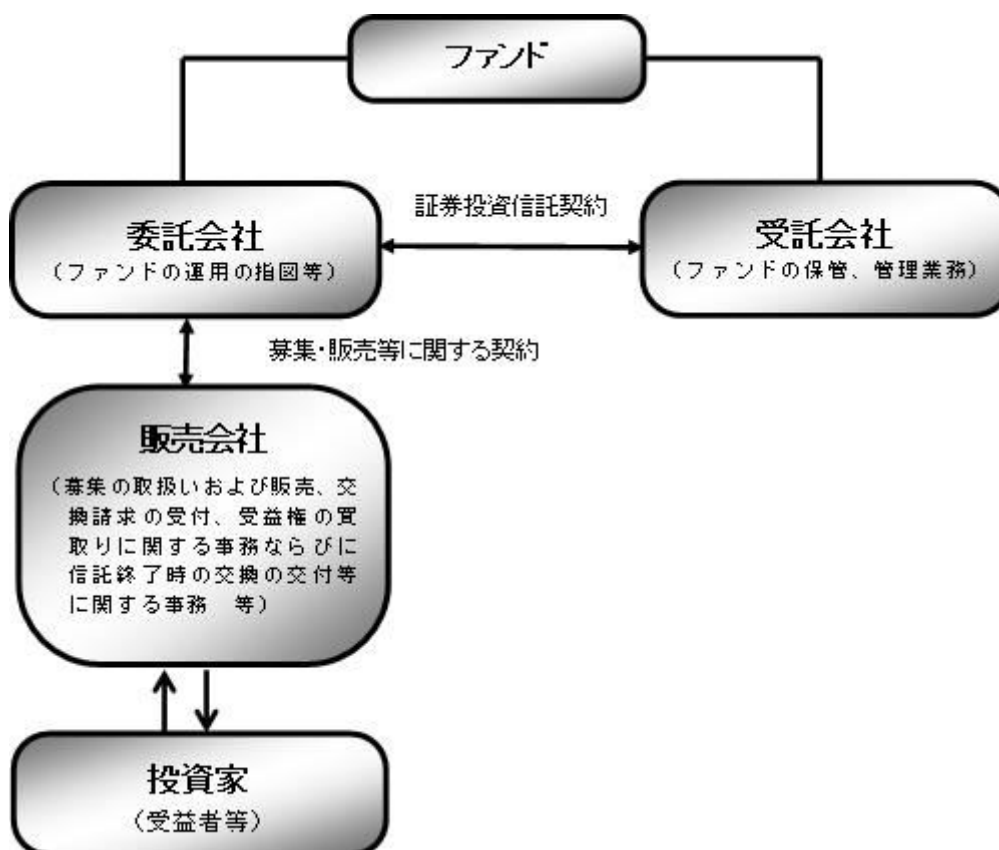 ファンド
証券投資信託契約
委託会社
(ファンドの運用の指図等)
受託会社
(ファンドの保管、管理業務)
募集・販売等に関する契約
販売会社
(募集の取扱いおよび販売、交
換請求の受付、受益権の買
取りに関する事務ならびに
信託終了時の交換の交付等
に関する事務　等)
投資家
(受益者等)